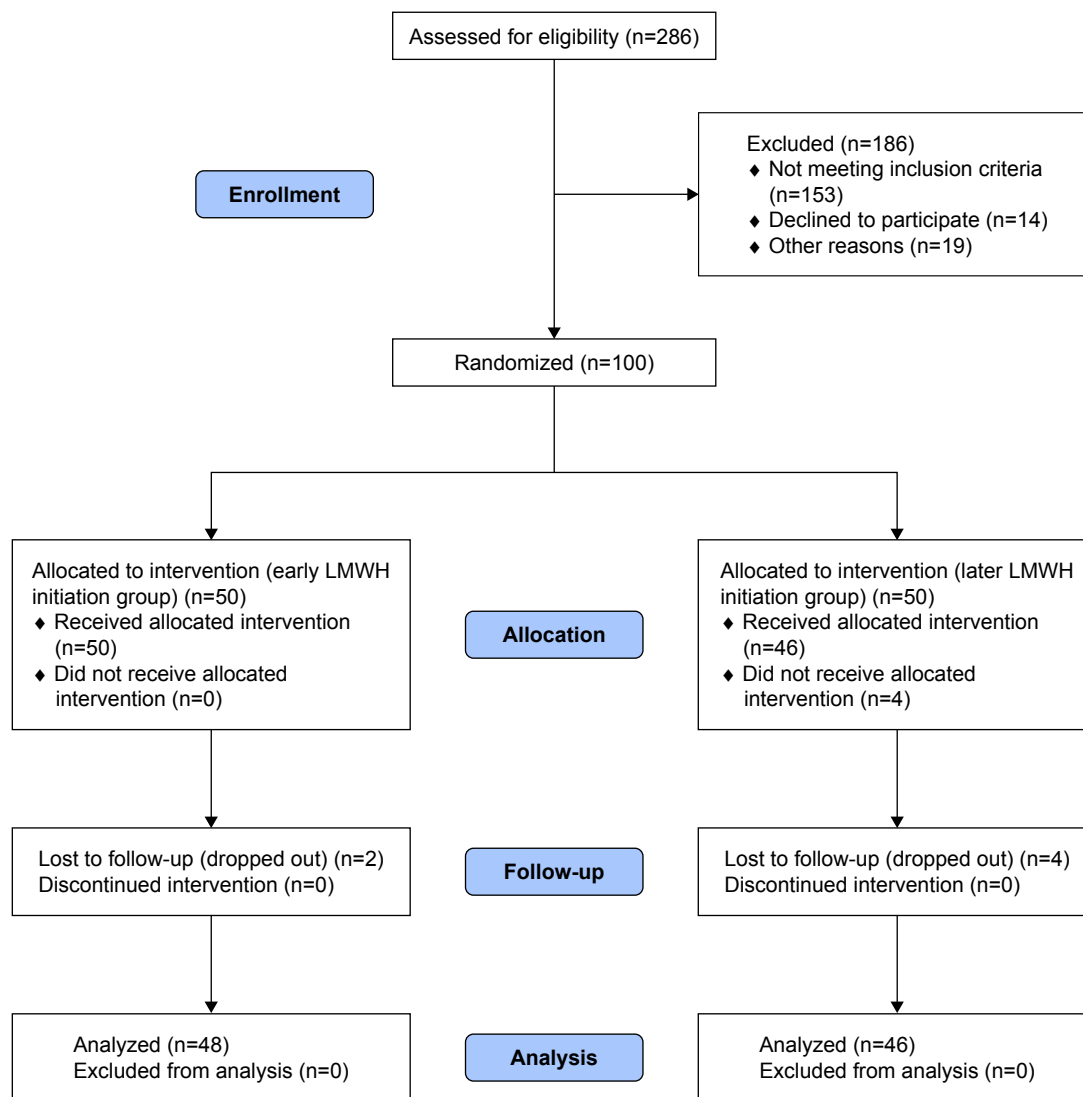 Assessed for eligibility (n=286)
Excluded (n=186)
♦ Not meeting inclusion criteria
(n=153)
♦ Declined to participate (n=14)
♦ Other reasons (n=19)
Enrollment
Randomized (n=100)
Allocated to intervention (early LMWH
initiation group) (n=50)
♦ Received allocated intervention
(n=50)
♦ Did not receive allocated
intervention (n=0)
Allocation
Allocated to intervention (later LMWH
initiation group) (n=50)
♦ Received allocated intervention
(n=46)
♦ Did not receive allocated
intervention (n=4)
Lost to follow-up (dropped out) (n=2)
Discontinued intervention (n=0)
Follow-up
Lost to follow-up (dropped out) (n=4)
Discontinued intervention (n=0)
Analyzed (n=48)
Excluded from analysis (n=0)
Analysis
Analyzed (n=46)
Excluded from analysis (n=0)